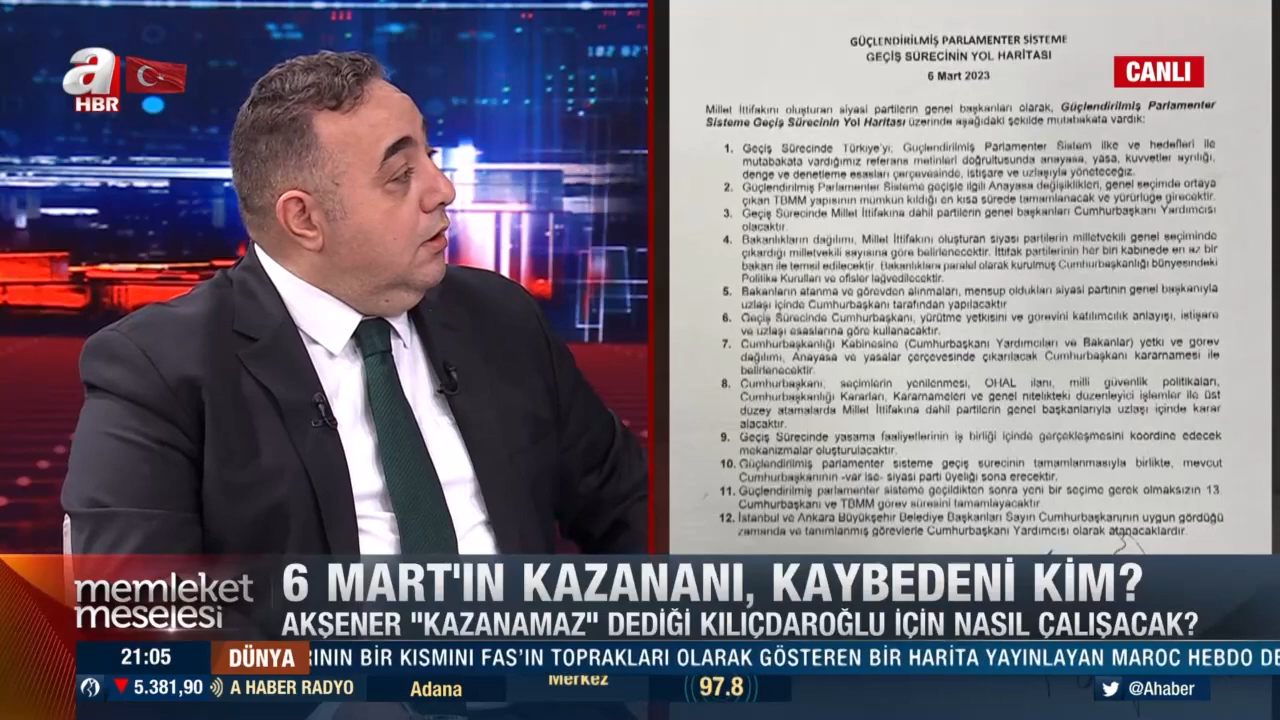 a
HBR
102 027
CANLI
GÜÇLENDİRİLMİŞ PARLAMENTER SİSTEME
GEÇİŞ SÜRECİNİN YOL HARİTASI
6 Mart 2023
Millet İttifakını oluşturan siyasi partilerin genel başkanları olarak, Güçlendirilmiş Parlamenter
Sisteme Geçiş Sürecinin Yol Haritası üzerinde aşağıdaki şekilde mutabakata vardık:
1. Geçiş Sürecinde Türkiye'yi; Güçlendirilmiş Parlamenter Sistem ilke ve hedefleri ile
mutabakata vardığımız referans metinleri doğrultusunda anayasa, yasa, kuvvetler ayrılığı,
denge ve denetleme esasları çerçevesinde, istişare ve uzlaşıyla yöneteceğiz.
2. Güçlendirilmiş Parlamenter Sisteme geçişle ilgili Anayasa değişiklikleri, genel seçimde ortaya
çıkan TBMM yapısının mümkün kıldığı en kısa sürede tamamlanacak ve yürürlüğe girecektir.
3. Geçiş Sürecinde Millet İttifakına dahil partilerin genel başkanları Cumhurbaşkanı Yardımcısı
olacaktır.
4. Bakanlıkların dağılımı, Millet İttifakını oluşturan siyasi partilerin milletvekili genel seçiminde
çıkardığı milletvekili sayısına göre belirlenecektir. İttifak partilerinin her biri kabinede en az bir
bakan ile temsil edilecektir. Bakanlıklara paralel olarak kurulmuş Cumhurbaşkanlığı bünyesindeki
Politika Kurulları ve ofisler lağvedilecektir.
5. Bakanların atanma ve görevden alınmaları, mensup oldukları siyasi partinin genel başkanıyla
uzlaşı içinde Cumhurbaşkanı tarafından yapılacaktır
6. Geçiş Sürecinde Cumhurbaşkanı, yürütme yetkisini ve görevini katılımcılık anlayışı, istişare
ve uzlaşı esaslarına göre kullanacaktır.
7. Cumhurbaşkanlığı Kabinesine (Cumhurbaşkanı Yardımcıları ve Bakanlar) yetki ve görev
dağılımı, Anayasa ve yasalar çerçevesinde çıkarılacak Cumhurbaşkanı kararnamesi ile
belirlenecektir.
8. Cumhurbaşkanı, seçimlerin yenilenmesi, OHAL ilanı, milli güvenlik politikaları,
Cumhurbaşkanlığı Kararları, Kararnameleri ve genel nitelikteki düzenleyici işlemler ile üst
düzey atamalarda Millet İttifakına dahil partilerin genel başkanlarıyla uzlaşı içinde karar
alacaktır.
9. Geçiş Sürecinde yasama faaliyetlerinin iş birliği içinde gerçekleşmesini koordine edecek
mekanizmalar oluşturulacaktır.
10. Güçlendirilmiş parlamenter sisteme geçiş sürecinin tamamlanmasıyla birlikte, mevcut
Cumhurbaşkanının -var ise- siyasi parti üyeliği sona erecektir.
11. Güçlendirilmiş parlamenter sisteme geçildikten sonra yeni bir seçime gerek olmaksızın 13.
Cumhurbaşkanı ve TBMM görev süresini tamamlayacaktır
12. İstanbul ve Ankara Büyükşehir Belediye Başkanları Sayın Cumhurbaşkanının uygun gördüğü
zamanda ve tanımlanmış görevlerle Cumhurbaşkanı Yardımcısı olarak atanacaklardır.
memleket
meselesi
6 MART'IN KAZANANI, KAYBEDENİ KİM?
AKŞENER "KAZANAMAZ" DEDİĞİ KILIÇDAROĞLU İÇİN NASIL ÇALIŞACAK?
21:05 DÜNYA RININ BİR KISMINI FAS'IN TOPRAKLARI OLARAK GÖSTEREN BİR HARİTA YAYINLAYAN MAROC HEBDO DE
5.381,90 A HABER RADYO Adana Merkez 97.8 @Ahaber